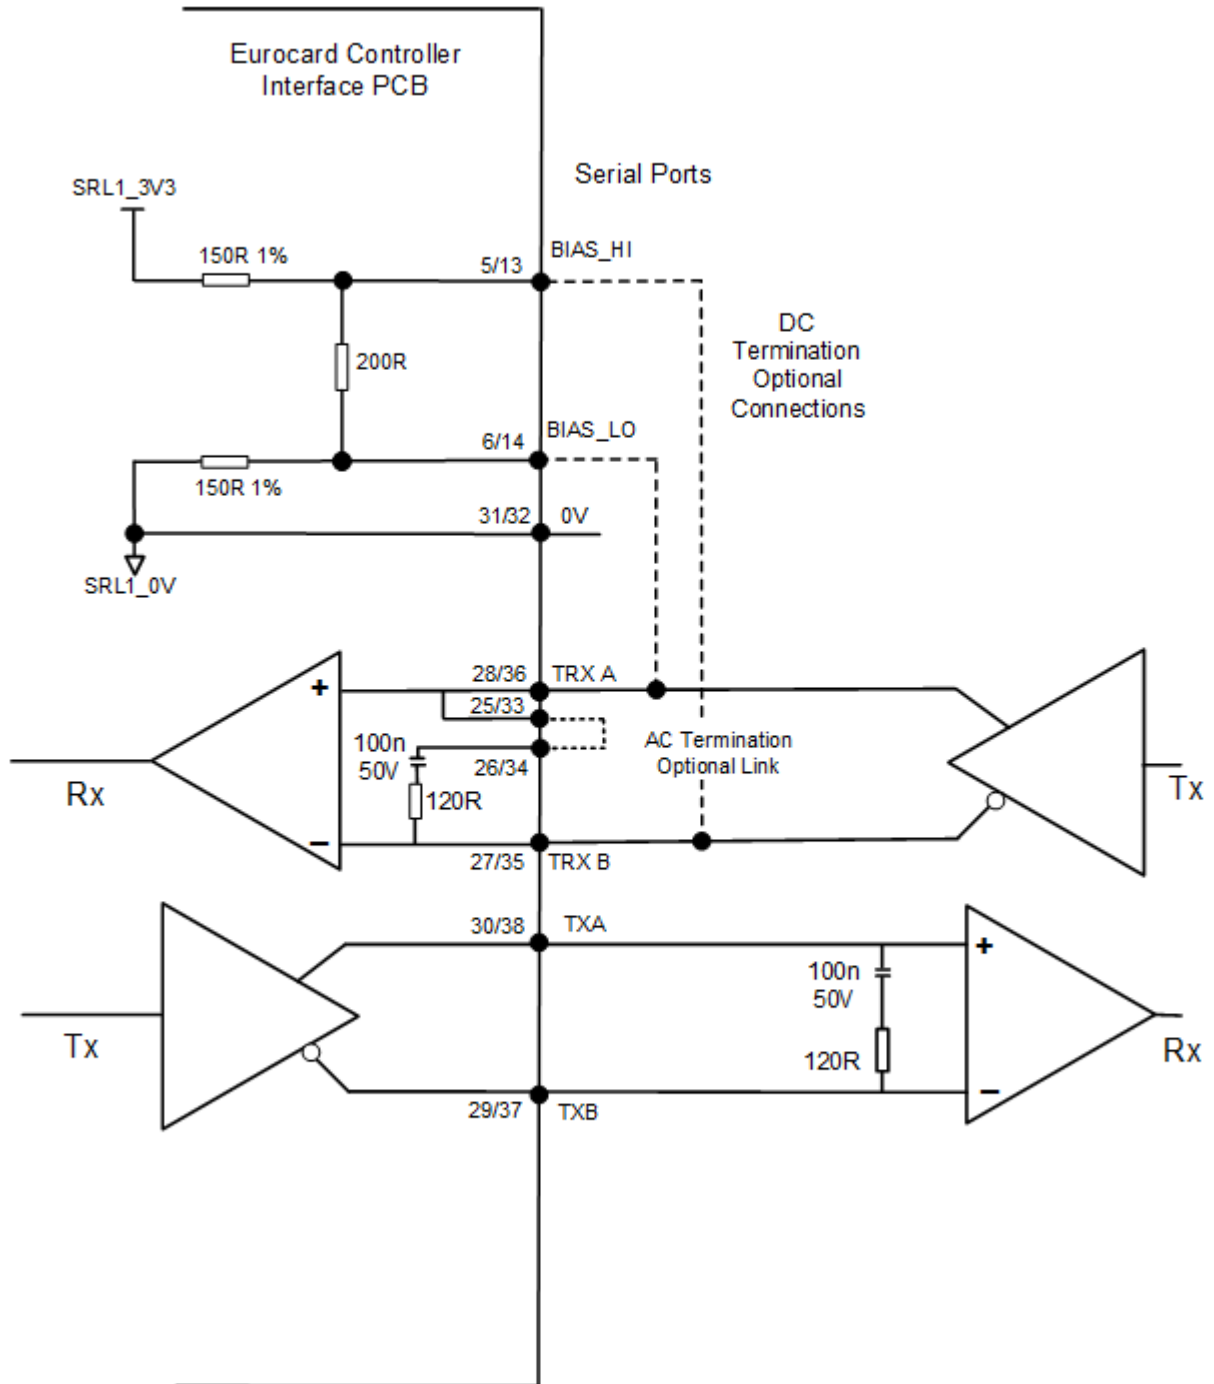 Eurocard Controller
Interface PCB
Serial Ports
SRL1_3V3
150R 1%
5/13
BIAS_HI
200R
DC
Termination
Optional
Connections
6/14
BIAS_LO
150R 1%
31/32
0V
SRL1_0V
28/36
TRX A
+
25/33
100n
50V
26/34
AC Termination
Optional Link
120R
Rx
Tx
−
27/35
TRX B
30/38
TXA
+
100n
50V
Tx
120R
Rx
−
29/37
TXB